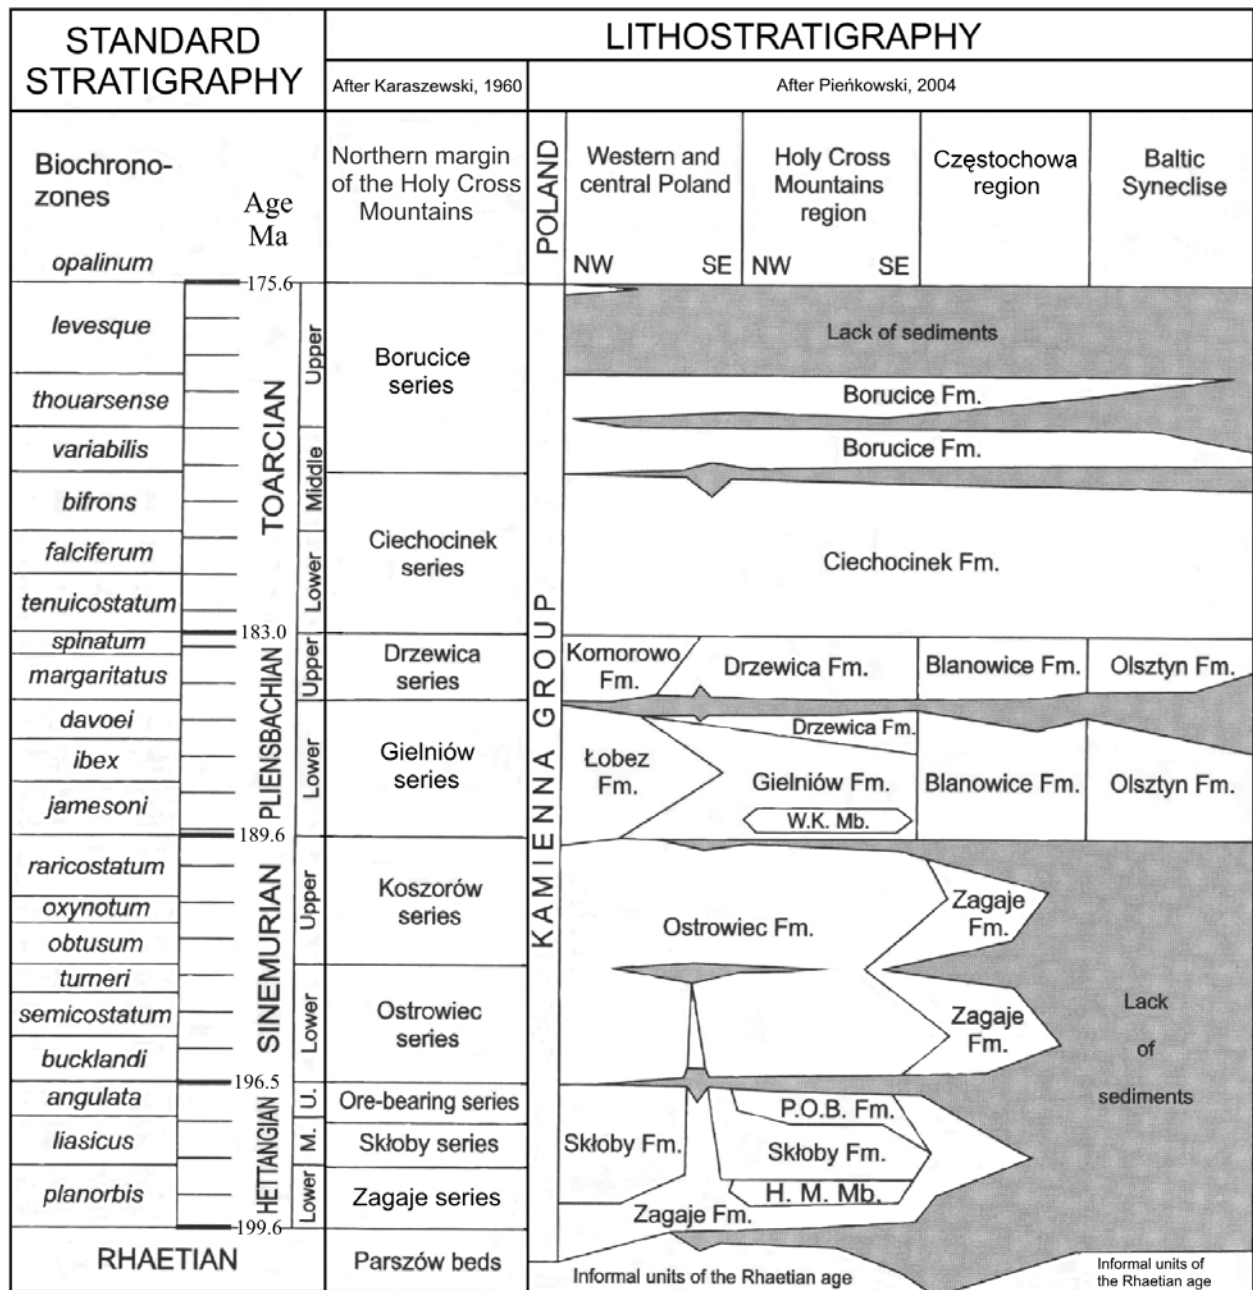 STANDARD
STRATIGRAPHY
LITHOSTRATIGRAPHY
After Karaszewski, 1960
After Pieńkowski, 2004
Biochrono-
zones
Age
Ma
Northern margin
of the Holy Cross
Mountains
POLAND
Western and
central Poland
NW SE
Holy Cross
Mountains
region
NW SE
Częstochowa
region
Baltic
Syneclise
opalinum
levesque
thouarsense
variabilis
bifrons
falciferum
tenuicostatum
spinatum
margaritatus
davoei
ibex
jamesoni
raricostatum
oxynotum
obtusum
turneri
semicostatum
bucklandi
angulata
liasicus
planorbis
RHAETIAN
175.6
183.0
189.6
196.5
199.6
TOARCIAN
PLIENSBACHIAN
SINEMURIAN
HETTANGIAN
Upper
Middle
Lower
Upper
Lower
Upper
Lower
U.
M.
Lower
Borucice
series
Ciechocinek
series
Drzewica
series
Gielniów
series
Koszorów
series
Ostrowiec
series
Ore-bearing series
Skłoby series
Zagaje series
Parszów beds
KAMIENNA GROUP
Lack of sediments
Borucice Fm.
Borucice Fm.
Ciechocinek Fm.
Komorowo
Fm.
Drzewica Fm.
Blanowice Fm.
Olsztyn Fm.
Drzewica Fm.
Łobez
Fm.
Gielniów Fm.
Blanowice Fm.
Olsztyn Fm.
W.K. Mb.
Zagaje
Fm.
Ostrowiec Fm.
Zagaje
Fm.
Lack
of
sediments
P.O.B. Fm.
Skłoby Fm.
Skłoby Fm.
H. M. Mb.
Zagaje Fm.
Informal units of the Rhaetian age
Informal units of
the Rhaetian age